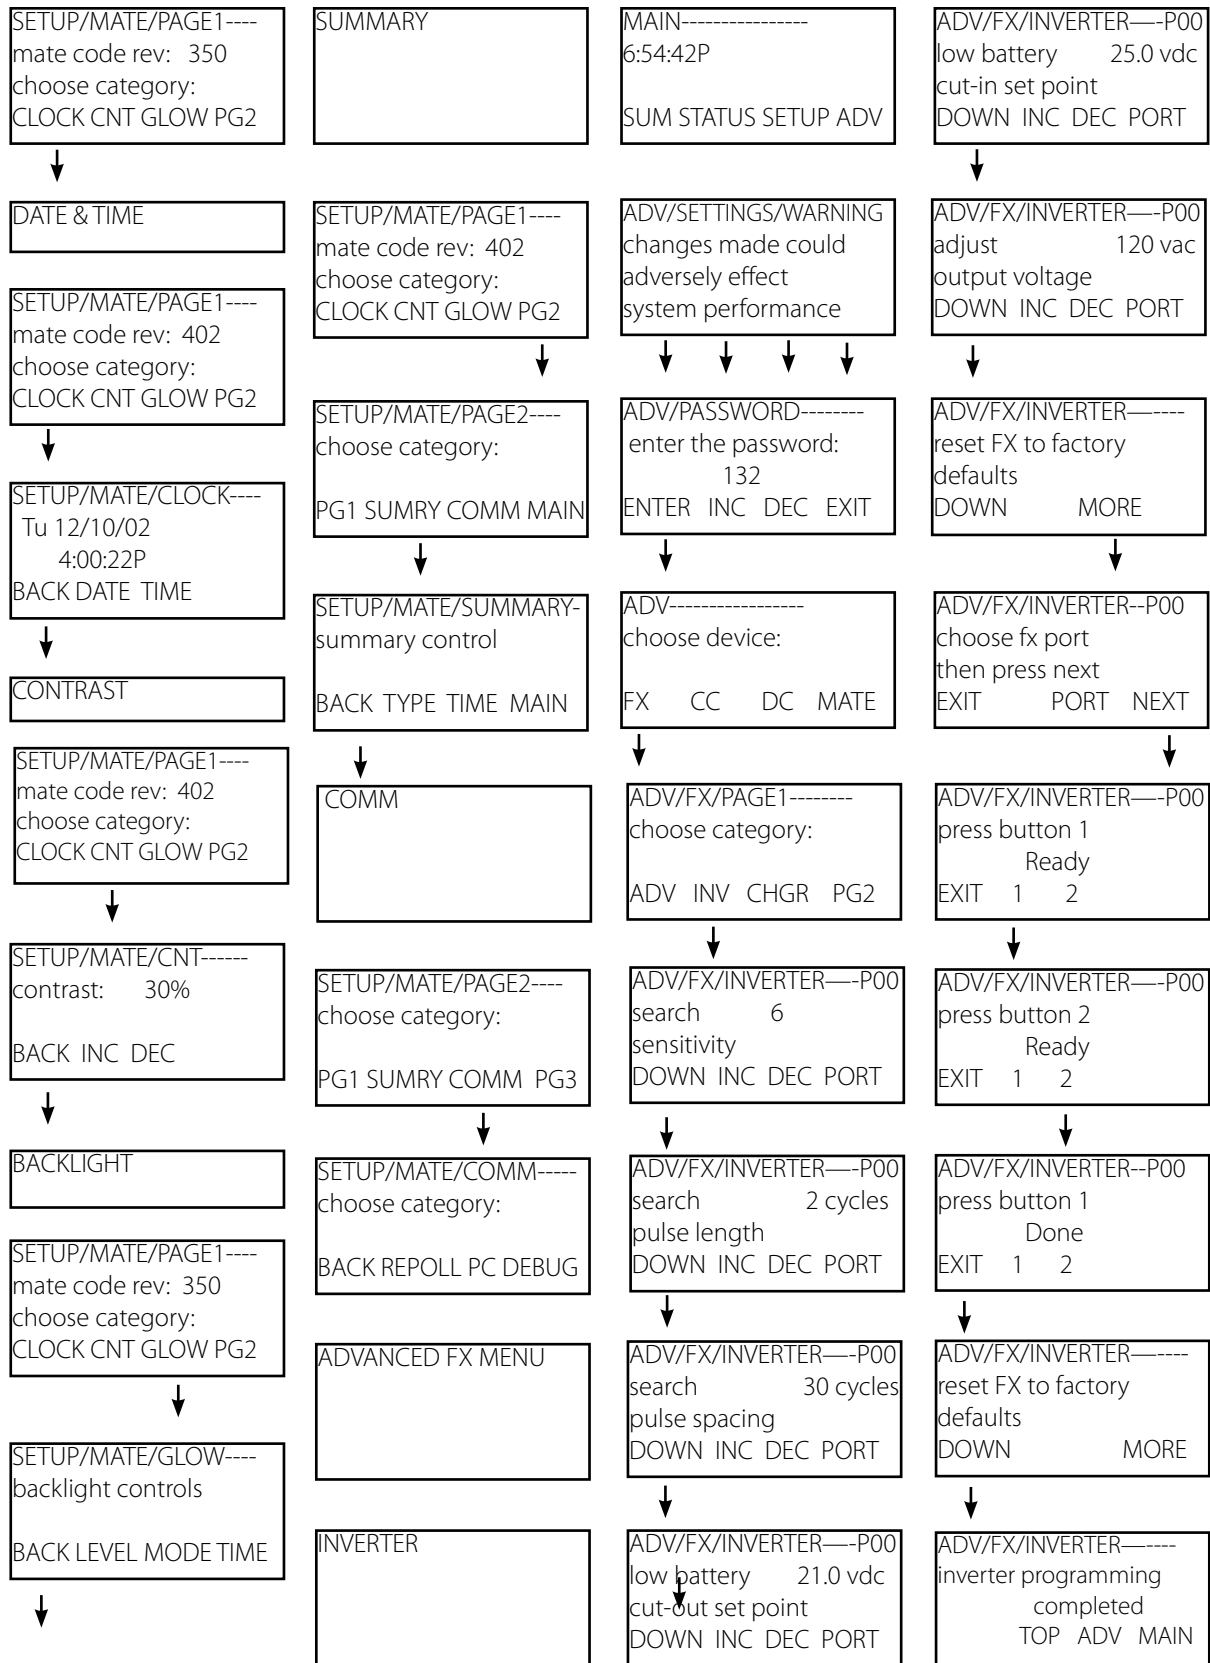 SETUP/MATE/PAGE1----
mate code rev:   350
choose category:
CLOCK CNT GLOW PG2
DATE & TIME
SETUP/MATE/PAGE1----
mate code rev:  402
choose category:
CLOCK CNT GLOW PG2
SETUP/MATE/CLOCK----
Tu 12/10/02
4:00:22P
BACK DATE  TIME
CONTRAST
SETUP/MATE/PAGE1----
mate code rev:  402
choose category:
CLOCK CNT GLOW PG2
SETUP/MATE/CNT------
contrast:      30%
BACK  INC  DEC
BACKLIGHT
SETUP/MATE/PAGE1----
mate code rev:  350
choose category:
CLOCK CNT GLOW PG2
SETUP/MATE/GLOW----
backlight controls
BACK LEVEL MODE TIME
SUMMARY
SETUP/MATE/PAGE1----
mate code rev:  402
choose category:
CLOCK CNT GLOW PG2
SETUP/MATE/PAGE2----
choose category:
PG1 SUMRY COMM MAIN
SETUP/MATE/SUMMARY-
summary control
BACK  TYPE  TIME  MAIN
COMM
SETUP/MATE/PAGE2----
choose category:
PG1 SUMRY COMM  PG3
SETUP/MATE/COMM-----
choose category:
BACK REPOLL PC DEBUG
ADVANCED FX MENU
INVERTER
MAIN----------------
6:54:42P
SUM STATUS SETUP ADV
ADV/SETTINGS/WARNING
changes made could
adversely effect
system performance
ADV/PASSWORD--------
enter the password:
132
ENTER  INC  DEC  EXIT
ADV-----------------
choose device:
FX     CC     DC   MATE
ADV/FX/PAGE1--------
choose category:
ADV  INV  CHGR   PG2
ADV/FX/INVERTER—-P00
search        6
sensitivity
DOWN  INC  DEC  PORT
ADV/FX/INVERTER—-P00
search             2 cycles
pulse length
DOWN  INC  DEC  PORT
ADV/FX/INVERTER—-P00
search             30 cycles
pulse spacing
DOWN  INC  DEC  PORT
ADV/FX/INVERTER—-P00
low battery      21.0 vdc
cut-out set point
DOWN  INC  DEC  PORT
ADV/FX/INVERTER—-P00
low battery      25.0 vdc
cut-in set point
DOWN  INC  DEC  PORT
ADV/FX/INVERTER—-P00
adjust              120 vac
output voltage
DOWN  INC  DEC  PORT
ADV/FX/INVERTER—----
reset FX to factory
defaults
DOWN          MORE
ADV/FX/INVERTER--P00
choose fx port
then press next
EXIT        PORT   NEXT
ADV/FX/INVERTER—-P00
press button 1
Ready
EXIT    1     2
ADV/FX/INVERTER—-P00
press button 2
Ready
EXIT    1     2
ADV/FX/INVERTER--P00
press button 1
Done
EXIT    1     2
ADV/FX/INVERTER—----
reset FX to factory
defaults
DOWN               MORE
ADV/FX/INVERTER—----
inverter programming
completed
TOP   ADV   MAIN